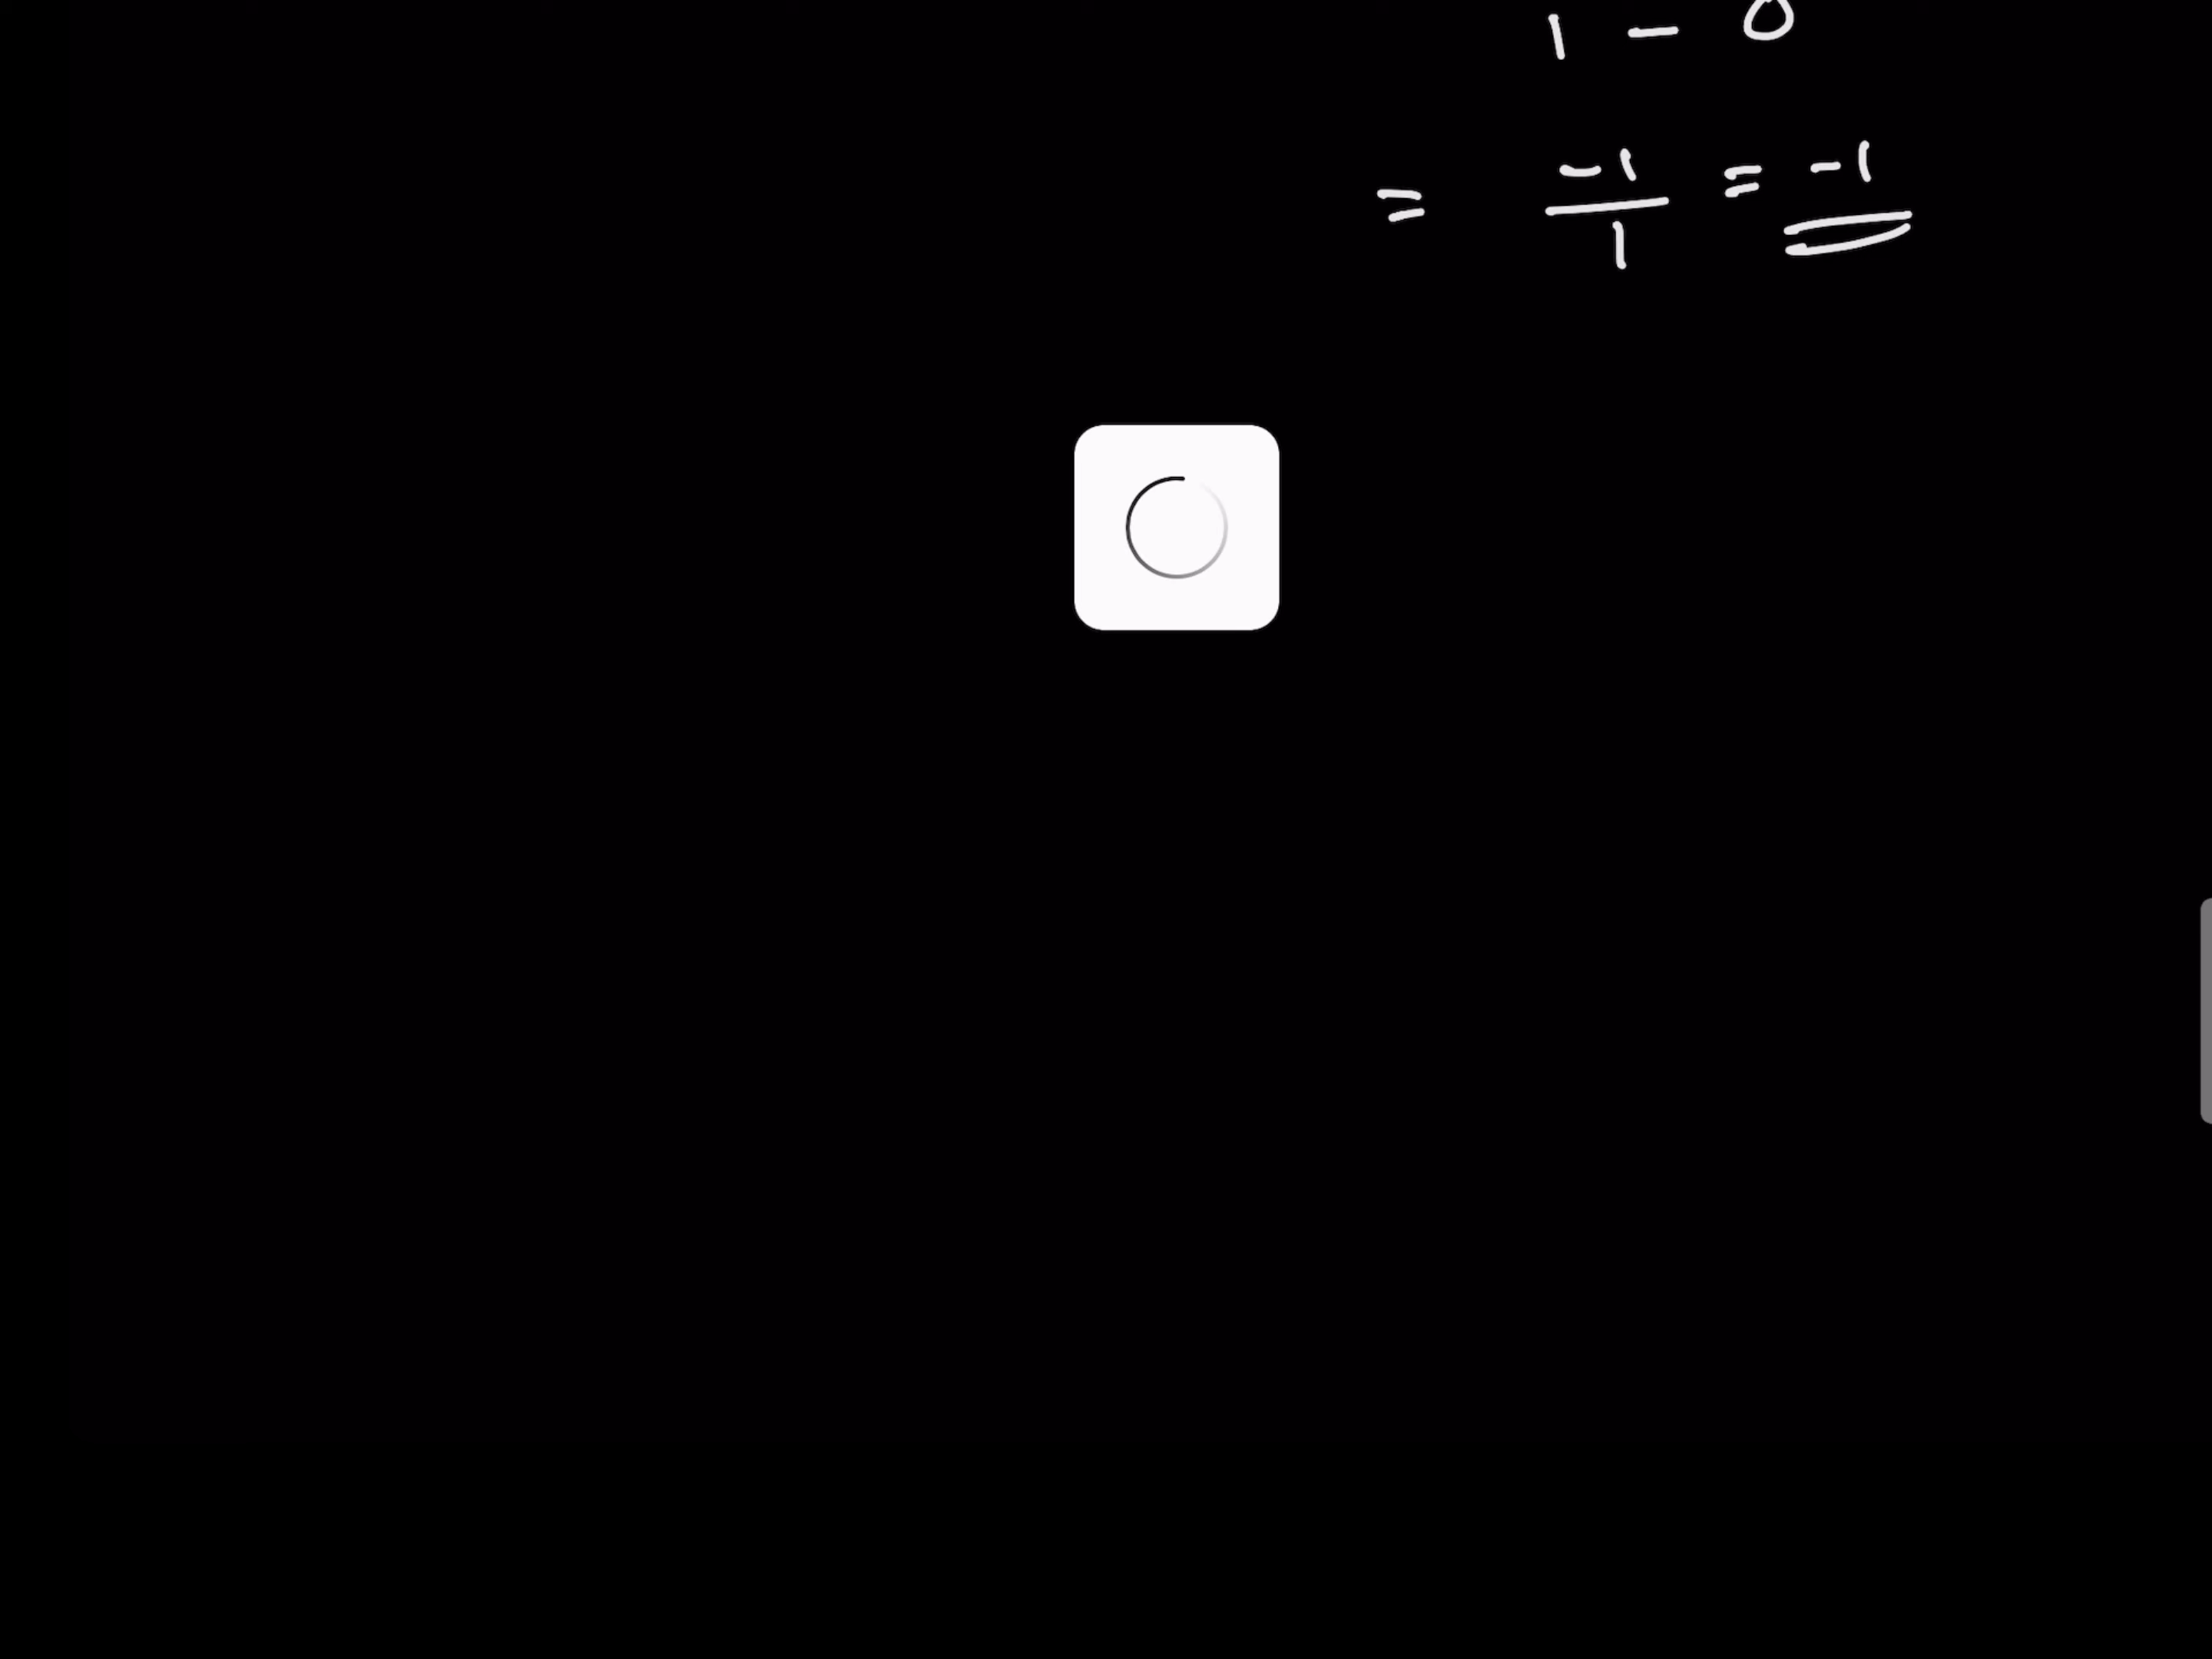 1 - 0
= -1/1 = -1